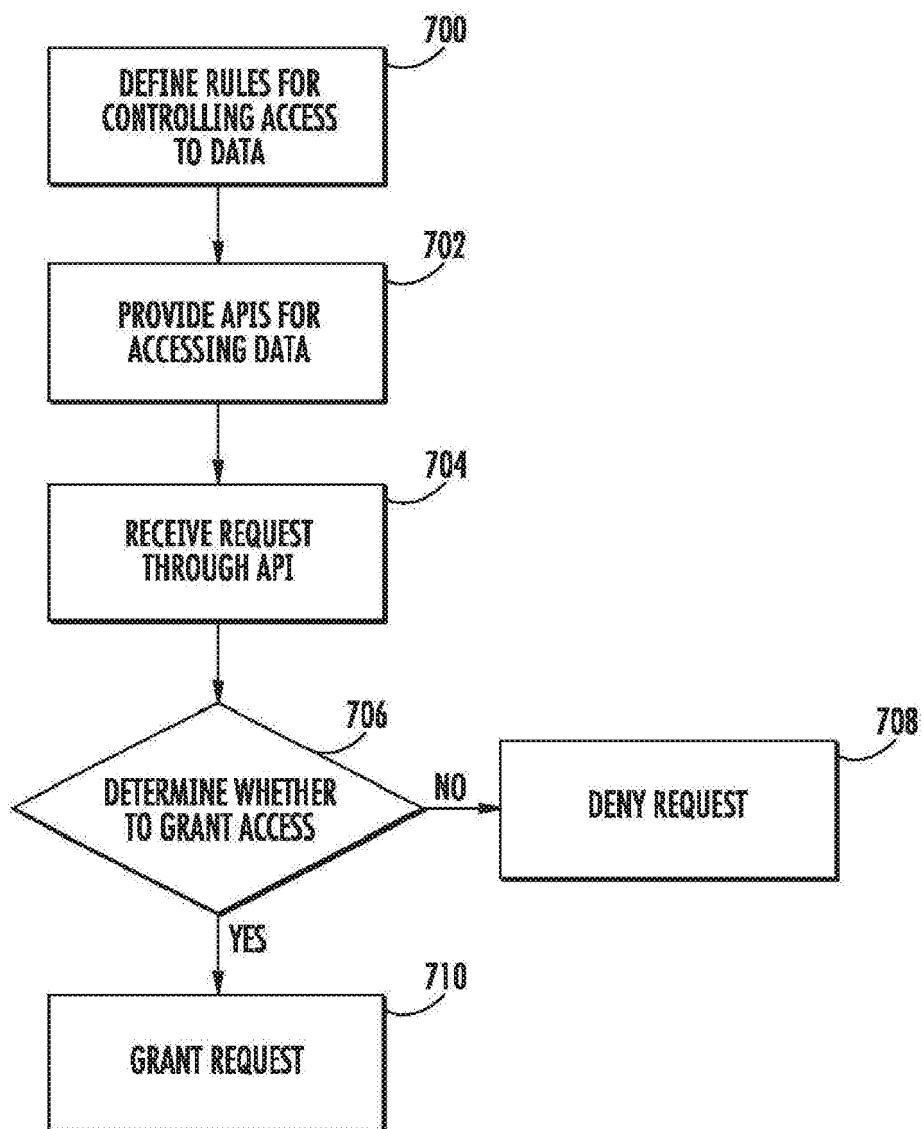 700
DEFINE RULES FOR
CONTROLLING ACCESS
TO DATA
702
PROVIDE APIS FOR
ACCESSING DATA
704
RECEIVE REQUEST
THROUGH API
706
DETERMINE WHETHER
TO GRANT ACCESS
NO
708
DENY REQUEST
YES
710
GRANT REQUEST